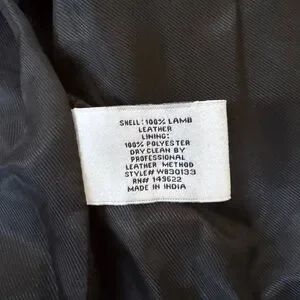 SHELL: 100% LAMB
LEATHER
LINING:
100% POLYESTER
DRY CLEAN BY
PROFESSIONAL
LEATHER METHOD
STYLE# W830133
RN# 149622
MADE IN INDIA